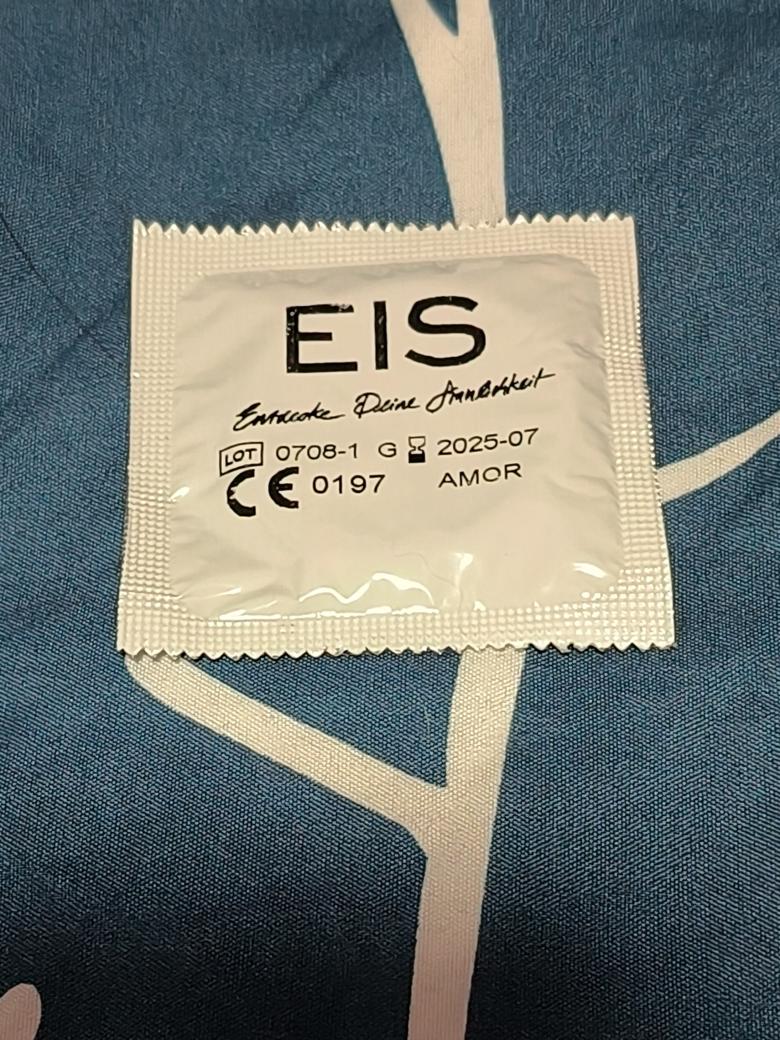 EIS
Entdecke Deine Sinnlichkeit
LOT 0708-1 G 2025-07
CE 0197 AMOR